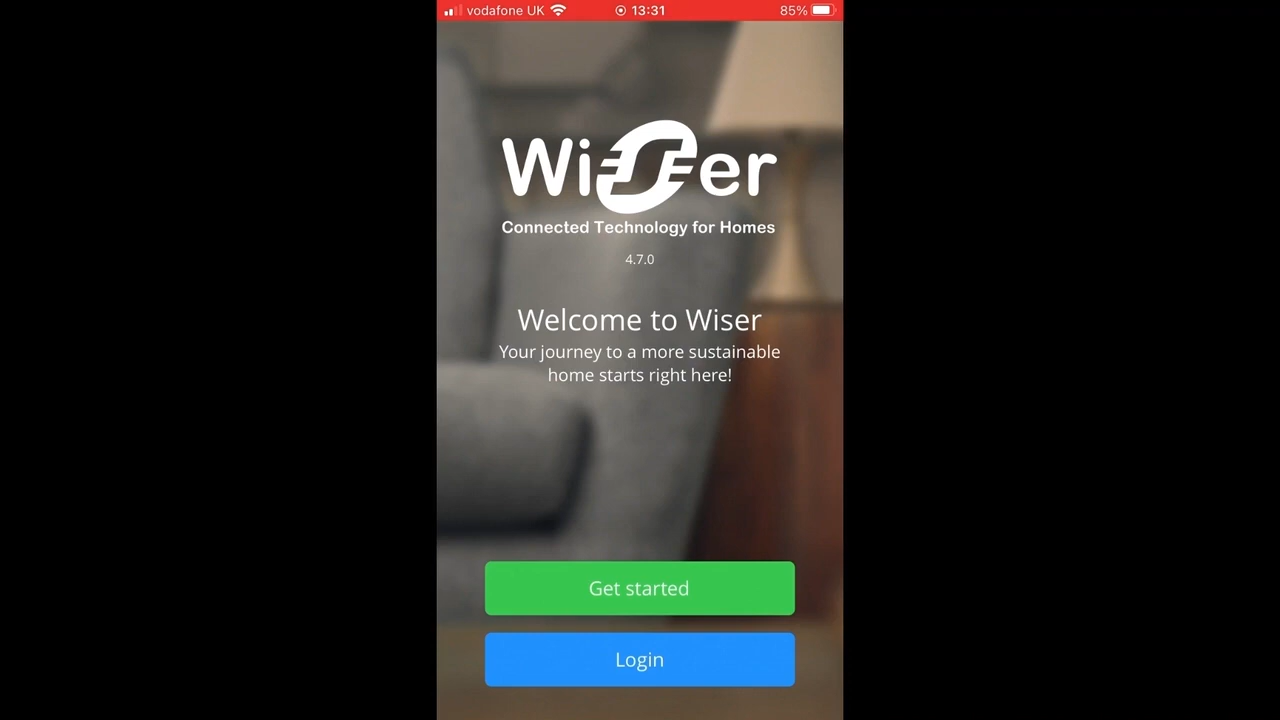 vodafone UK 13:31 85%
Wiser
Connected Technology for Homes
4.7.0
Welcome to Wiser
Your journey to a more sustainable
home starts right here!
Get started
Login